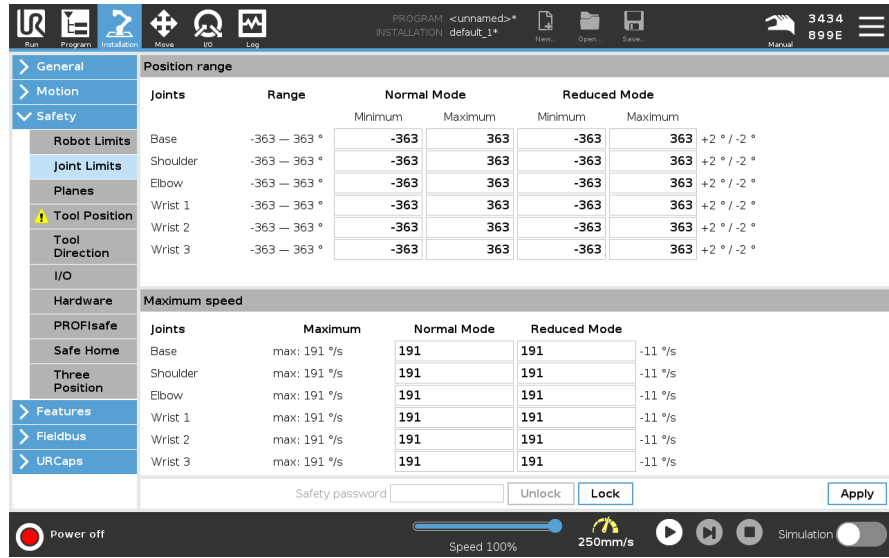 UR
PROGRAM <unnamed>*
INSTALLATION default_1*
3434
899E
Run Program Installation Move I/O Log New... Open... Save... Manual
General
Motion
Safety
Robot Limits
Joint Limits
Planes
Tool Position
Tool
Direction
I/O
Hardware
PROFIsafe
Safe Home
Three
Position
Features
Fieldbus
URCaps
Position range
Joints Range Normal Mode Reduced Mode
Minimum Maximum Minimum Maximum
Base -363 — 363 ° -363 363 -363 363 +2 ° / -2 °
Shoulder -363 — 363 ° -363 363 -363 363 +2 ° / -2 °
Elbow -363 — 363 ° -363 363 -363 363 +2 ° / -2 °
Wrist 1 -363 — 363 ° -363 363 -363 363 +2 ° / -2 °
Wrist 2 -363 — 363 ° -363 363 -363 363 +2 ° / -2 °
Wrist 3 -363 — 363 ° -363 363 -363 363 +2 ° / -2 °
Maximum speed
Joints Maximum Normal Mode Reduced Mode
Base max: 191 °/s 191 191 -11 °/s
Shoulder max: 191 °/s 191 191 -11 °/s
Elbow max: 191 °/s 191 191 -11 °/s
Wrist 1 max: 191 °/s 191 191 -11 °/s
Wrist 2 max: 191 °/s 191 191 -11 °/s
Wrist 3 max: 191 °/s 191 191 -11 °/s
Safety password Unlock Lock Apply
Power off
Speed 100%
250mm/s
Simulation